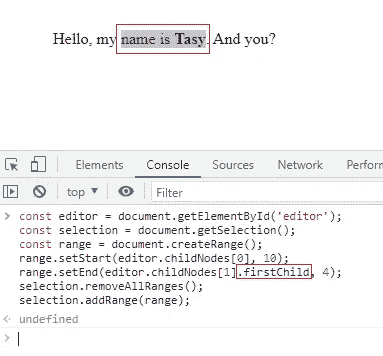 Hello, my name is Tasy. And you?
Elements Console Sources Network Perforn
top Filter
> const editor = document.getElementById('editor');
const selection = document.getSelection();
const range = document.createRange();
range.setStart(editor.childNodes[0], 10);
range.setEnd(editor.childNodes[1].firstChild, 4);
selection.removeAllRanges();
selection.addRange(range);
< undefined
>